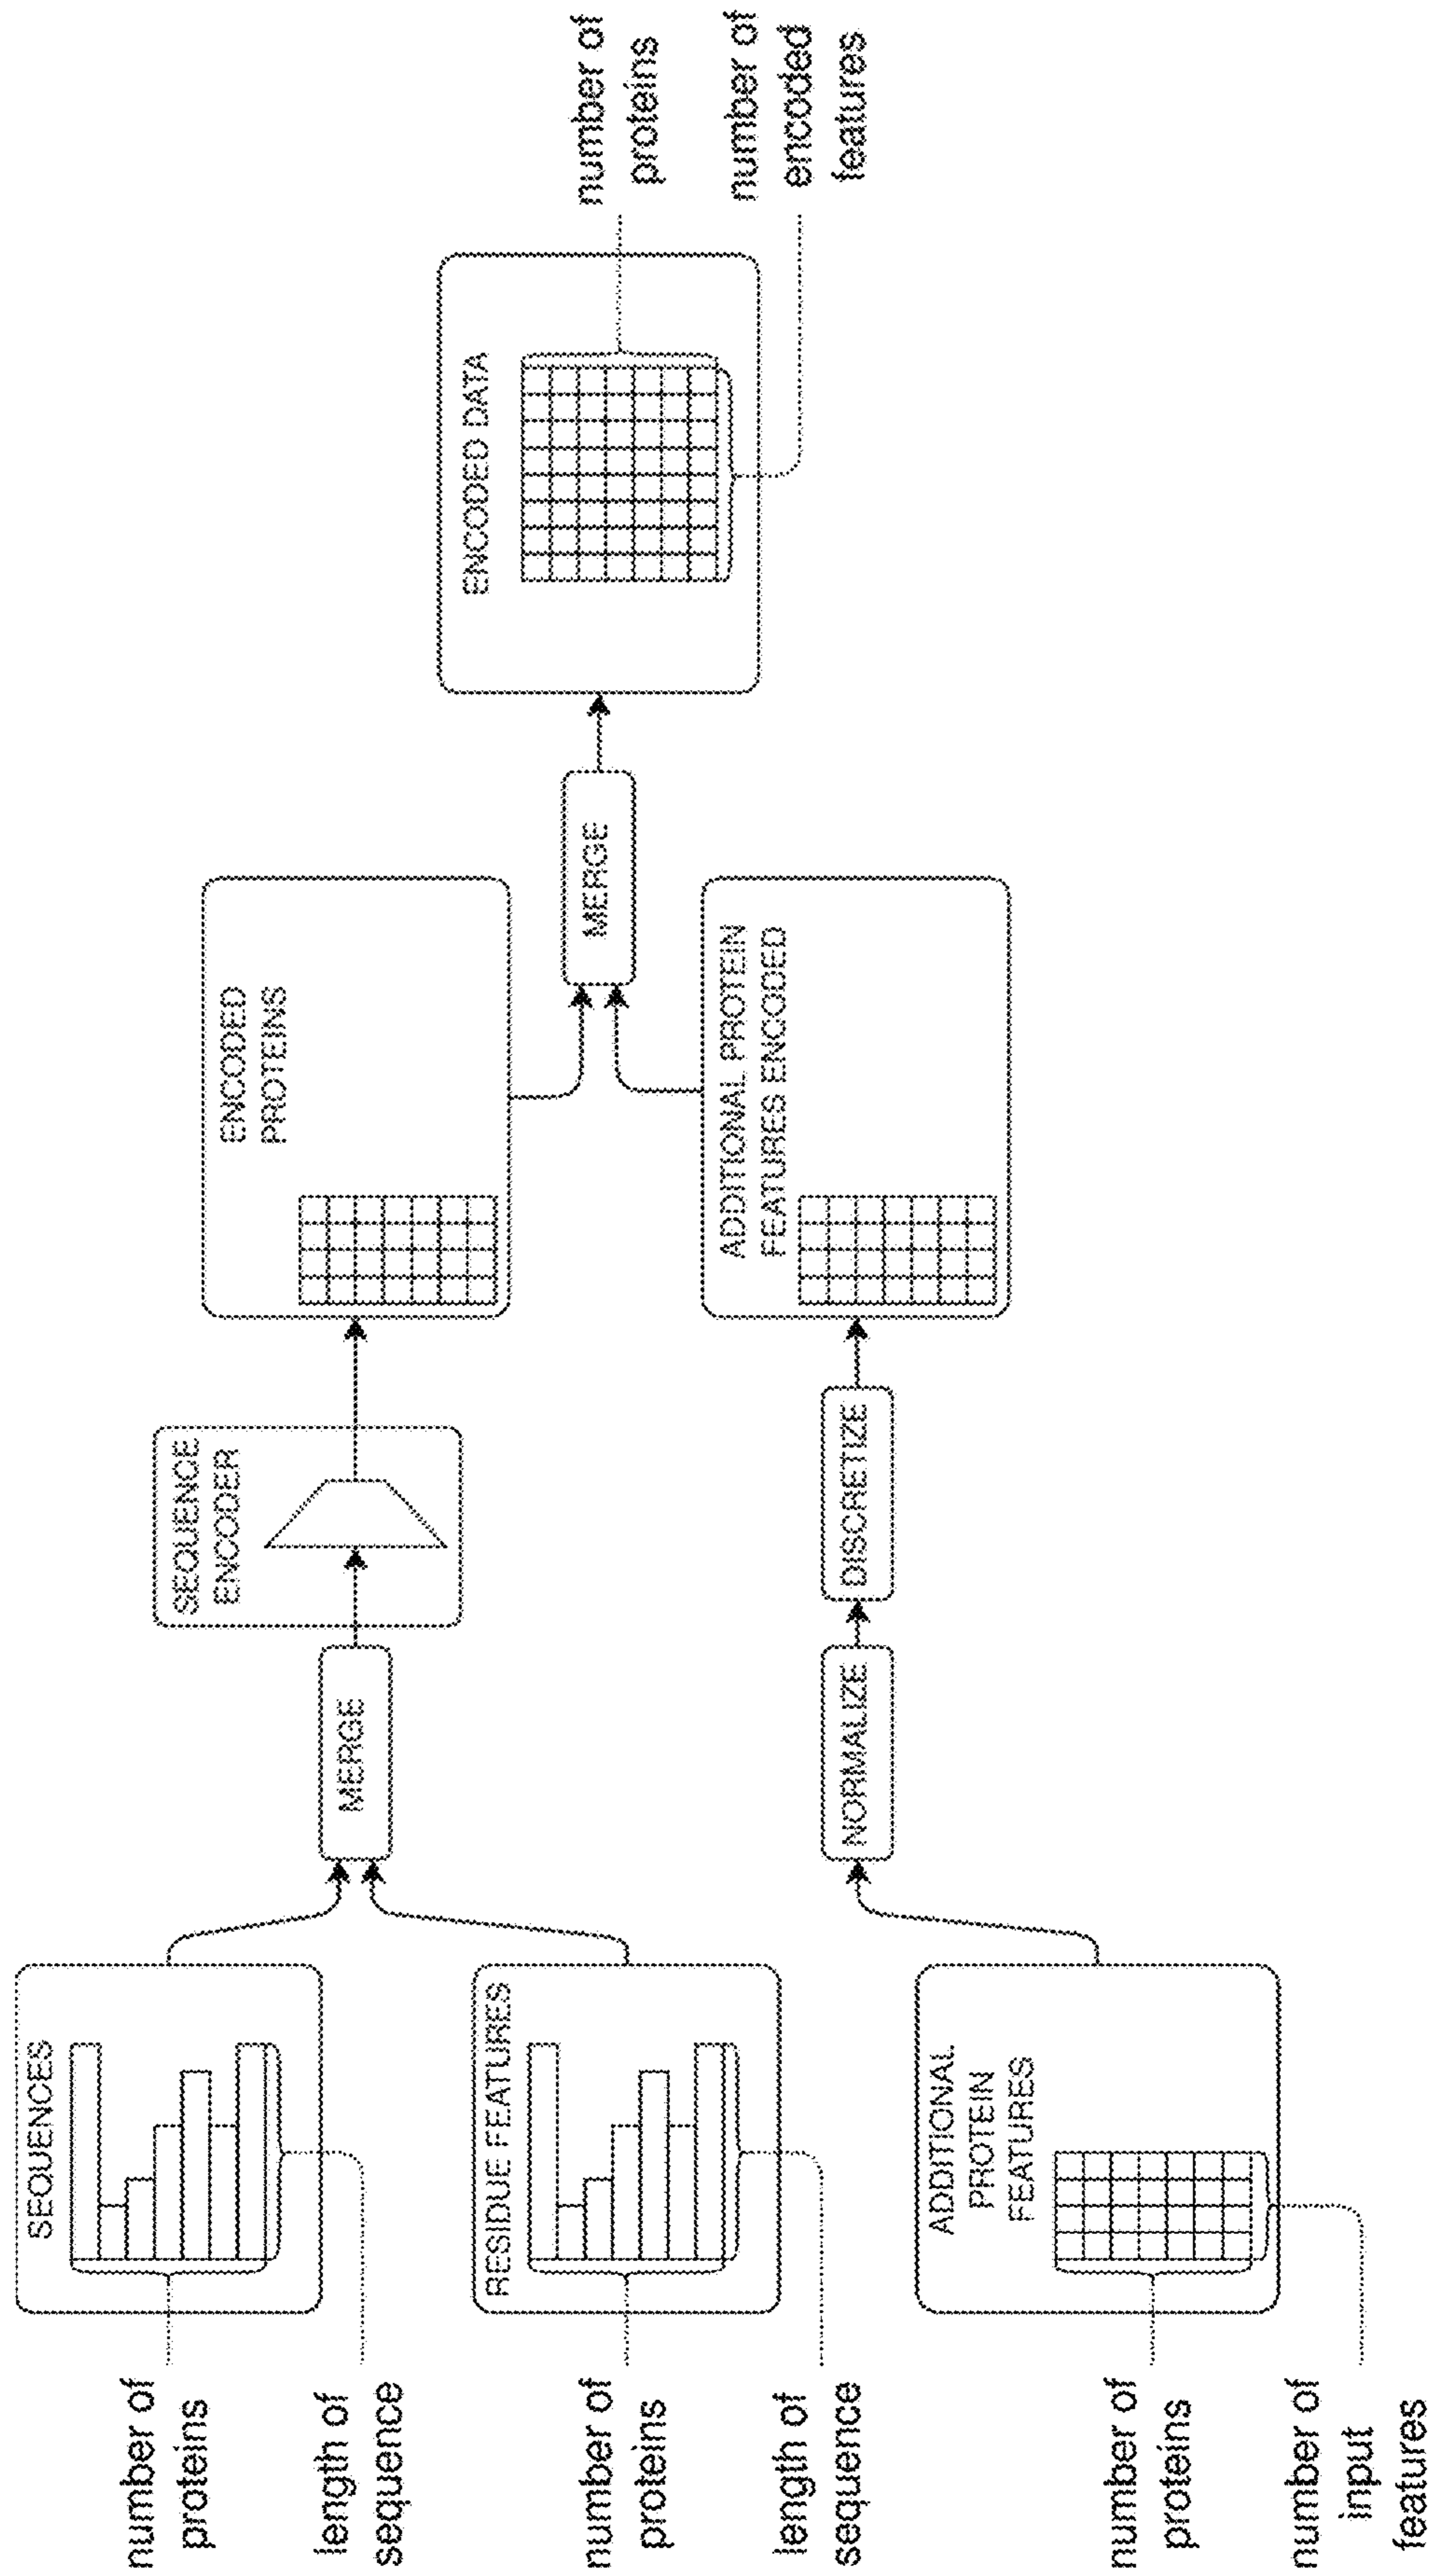 number of
proteins
length of
sequence
SEQUENCES
number of
proteins
length of
sequence
RESIDUE FEATURES
number of
proteins
number of
input
features
ADDITIONAL
PROTEIN
FEATURES
MERGE
SEQUENCE
ENCODER
NORMALIZE
DISCRETIZE
ENCODED
PROTEINS
ADDITIONAL PROTEIN
FEATURES ENCODED
MERGE
ENCODED DATA
number of
proteins
number of
encoded
features